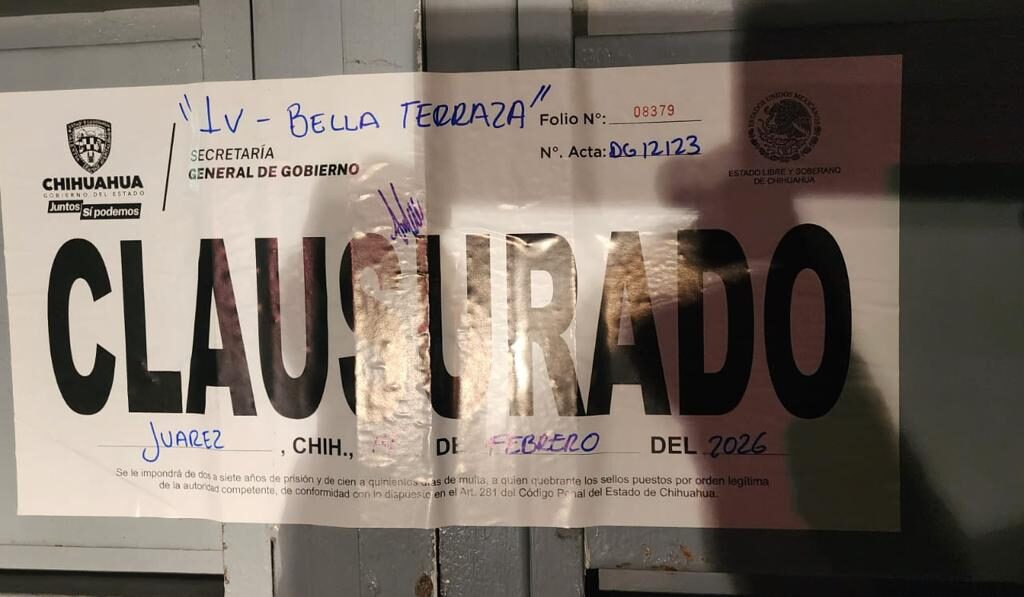 "1V - BELLA TERRAZA"
Folio N°: 08379
N°. Acta: DG12123
SECRETARÍA
GENERAL DE GOBIERNO
CHIHUAHUA
GOBIERNO DEL ESTADO
Juntos Sí podemos
ESTADOS UNIDOS MEXICANOS
ESTADO LIBRE Y SOBERANO
DE CHIHUAHUA
CLAUSURADO
JUAREZ, CHIH., DE FEBRERO DEL 2026
Se le impondrá de dos a siete años de prisión y de cien a quinientos días de multa, a quien quebrante los sellos puestos por orden legítima
de la autoridad competente, de conformidad con lo dispuesto en el Art. 281 del Código Penal del Estado de Chihuahua.